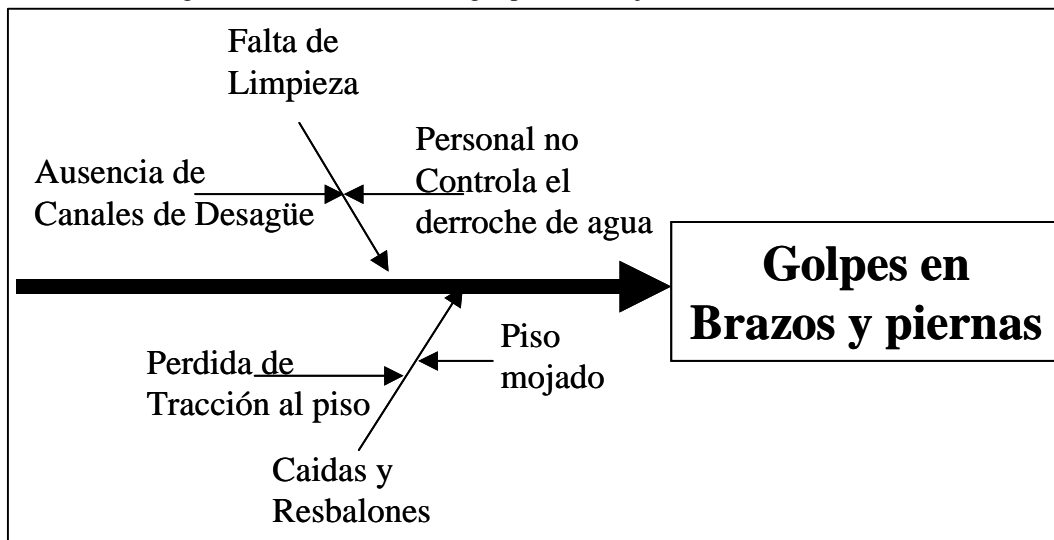 Falta de
Limpieza
Ausencia de
Canales de Desagüe
Personal no
Controla el
derroche de agua
Golpes en
Brazos y piernas
Perdida de
Tracción al piso
Piso
mojado
Caidas y
Resbalones